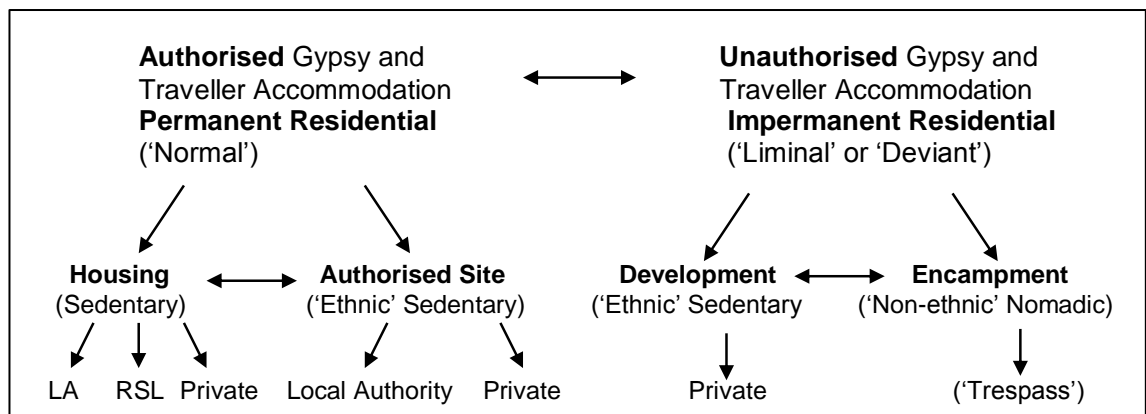 Authorised Gypsy and
Traveller Accommodation
Permanent Residential
(‘Normal’)
Unauthorised Gypsy and
Traveller Accommodation
Impermanent Residential
(‘Liminal’ or ‘Deviant’)
Housing
(Sedentary)
Authorised Site
(‘Ethnic’ Sedentary)
Development
(‘Ethnic’ Sedentary
Encampment
(‘Non-ethnic’ Nomadic)
LA
RSL
Private
Local Authority
Private
Private
(‘Trespass’)